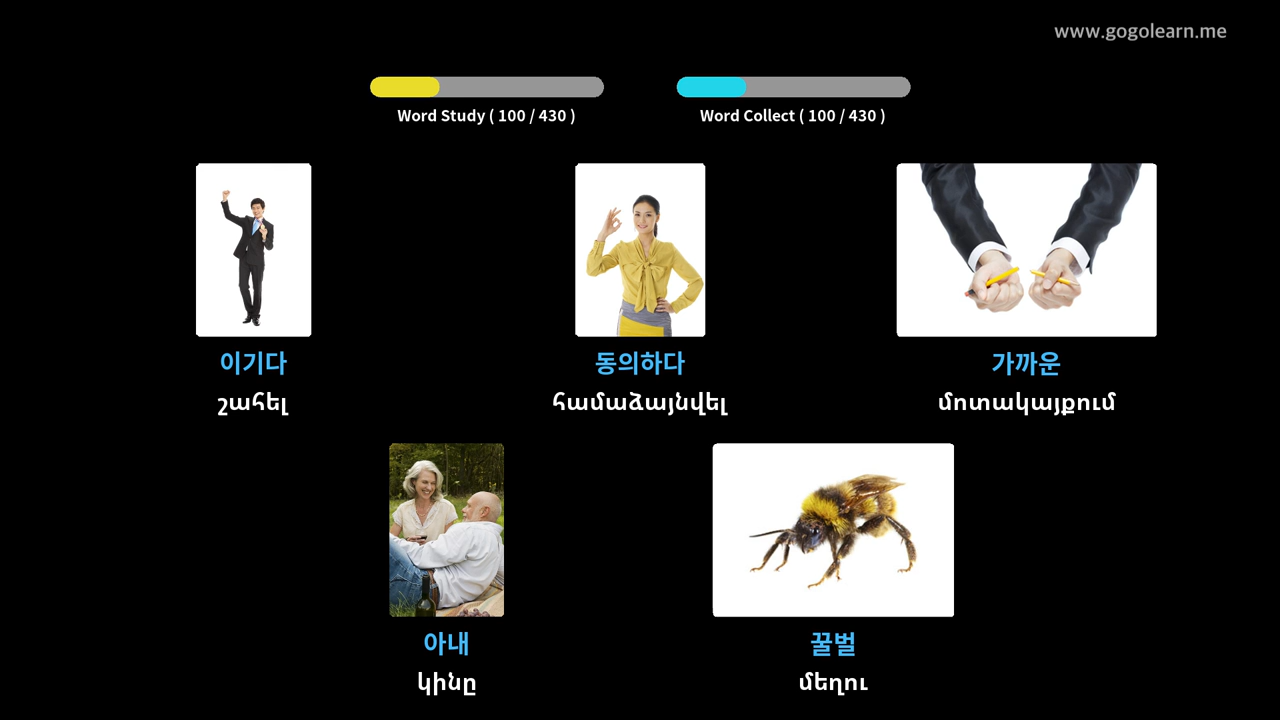 www.gogolearn.me
Word Study ( 100 / 430 )
Word Collect ( 100 / 430 )
이기다
շահել
동의하다
համաձայնվել
가까운
մոտակայքում
아내
կինը
꿀벌
մեղու